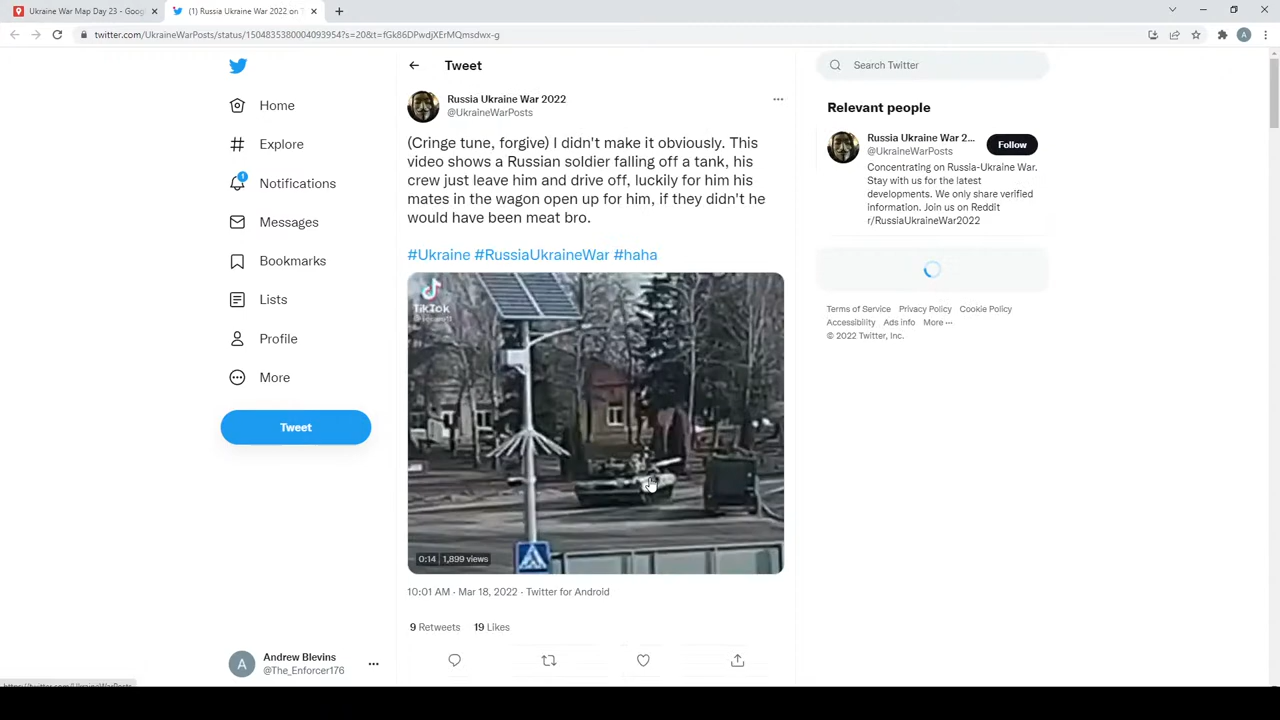 Ukraine War Map Day 23 - Goog
(1) Russia Ukraine War 2022 on T
twitter.com/UkraineWarPosts/status/1504835380004093954?s=20&t=fGk86DPwdjXErMQmsdwx-g
A
Home
Explore
1
Notifications
Messages
Bookmarks
Lists
Profile
More
Tweet
A
Andrew Blevins
@The_Enforcer176
https://twitter.com/UkraineWarPosts
Tweet
Russia Ukraine War 2022
@UkraineWarPosts
(Cringe tune, forgive) I didn't make it obviously. This
video shows a Russian soldier falling off a tank, his
crew just leave him and drive off, luckily for him his
mates in the wagon open up for him, if they didn't he
would have been meat bro.
#Ukraine #RussiaUkraineWar #haha
TikTok
0:14 | 1,899 views
10:01 AM · Mar 18, 2022 · Twitter for Android
9 Retweets 19 Likes
Search Twitter
Relevant people
Russia Ukraine War 2...
@UkraineWarPosts
Follow
Concentrating on Russia-Ukraine War.
Stay with us for the latest
developments. We only share verified
information. Join us on Reddit
r/RussiaUkraineWar2022
Terms of Service Privacy Policy Cookie Policy
Accessibility Ads info More ···
© 2022 Twitter, Inc.